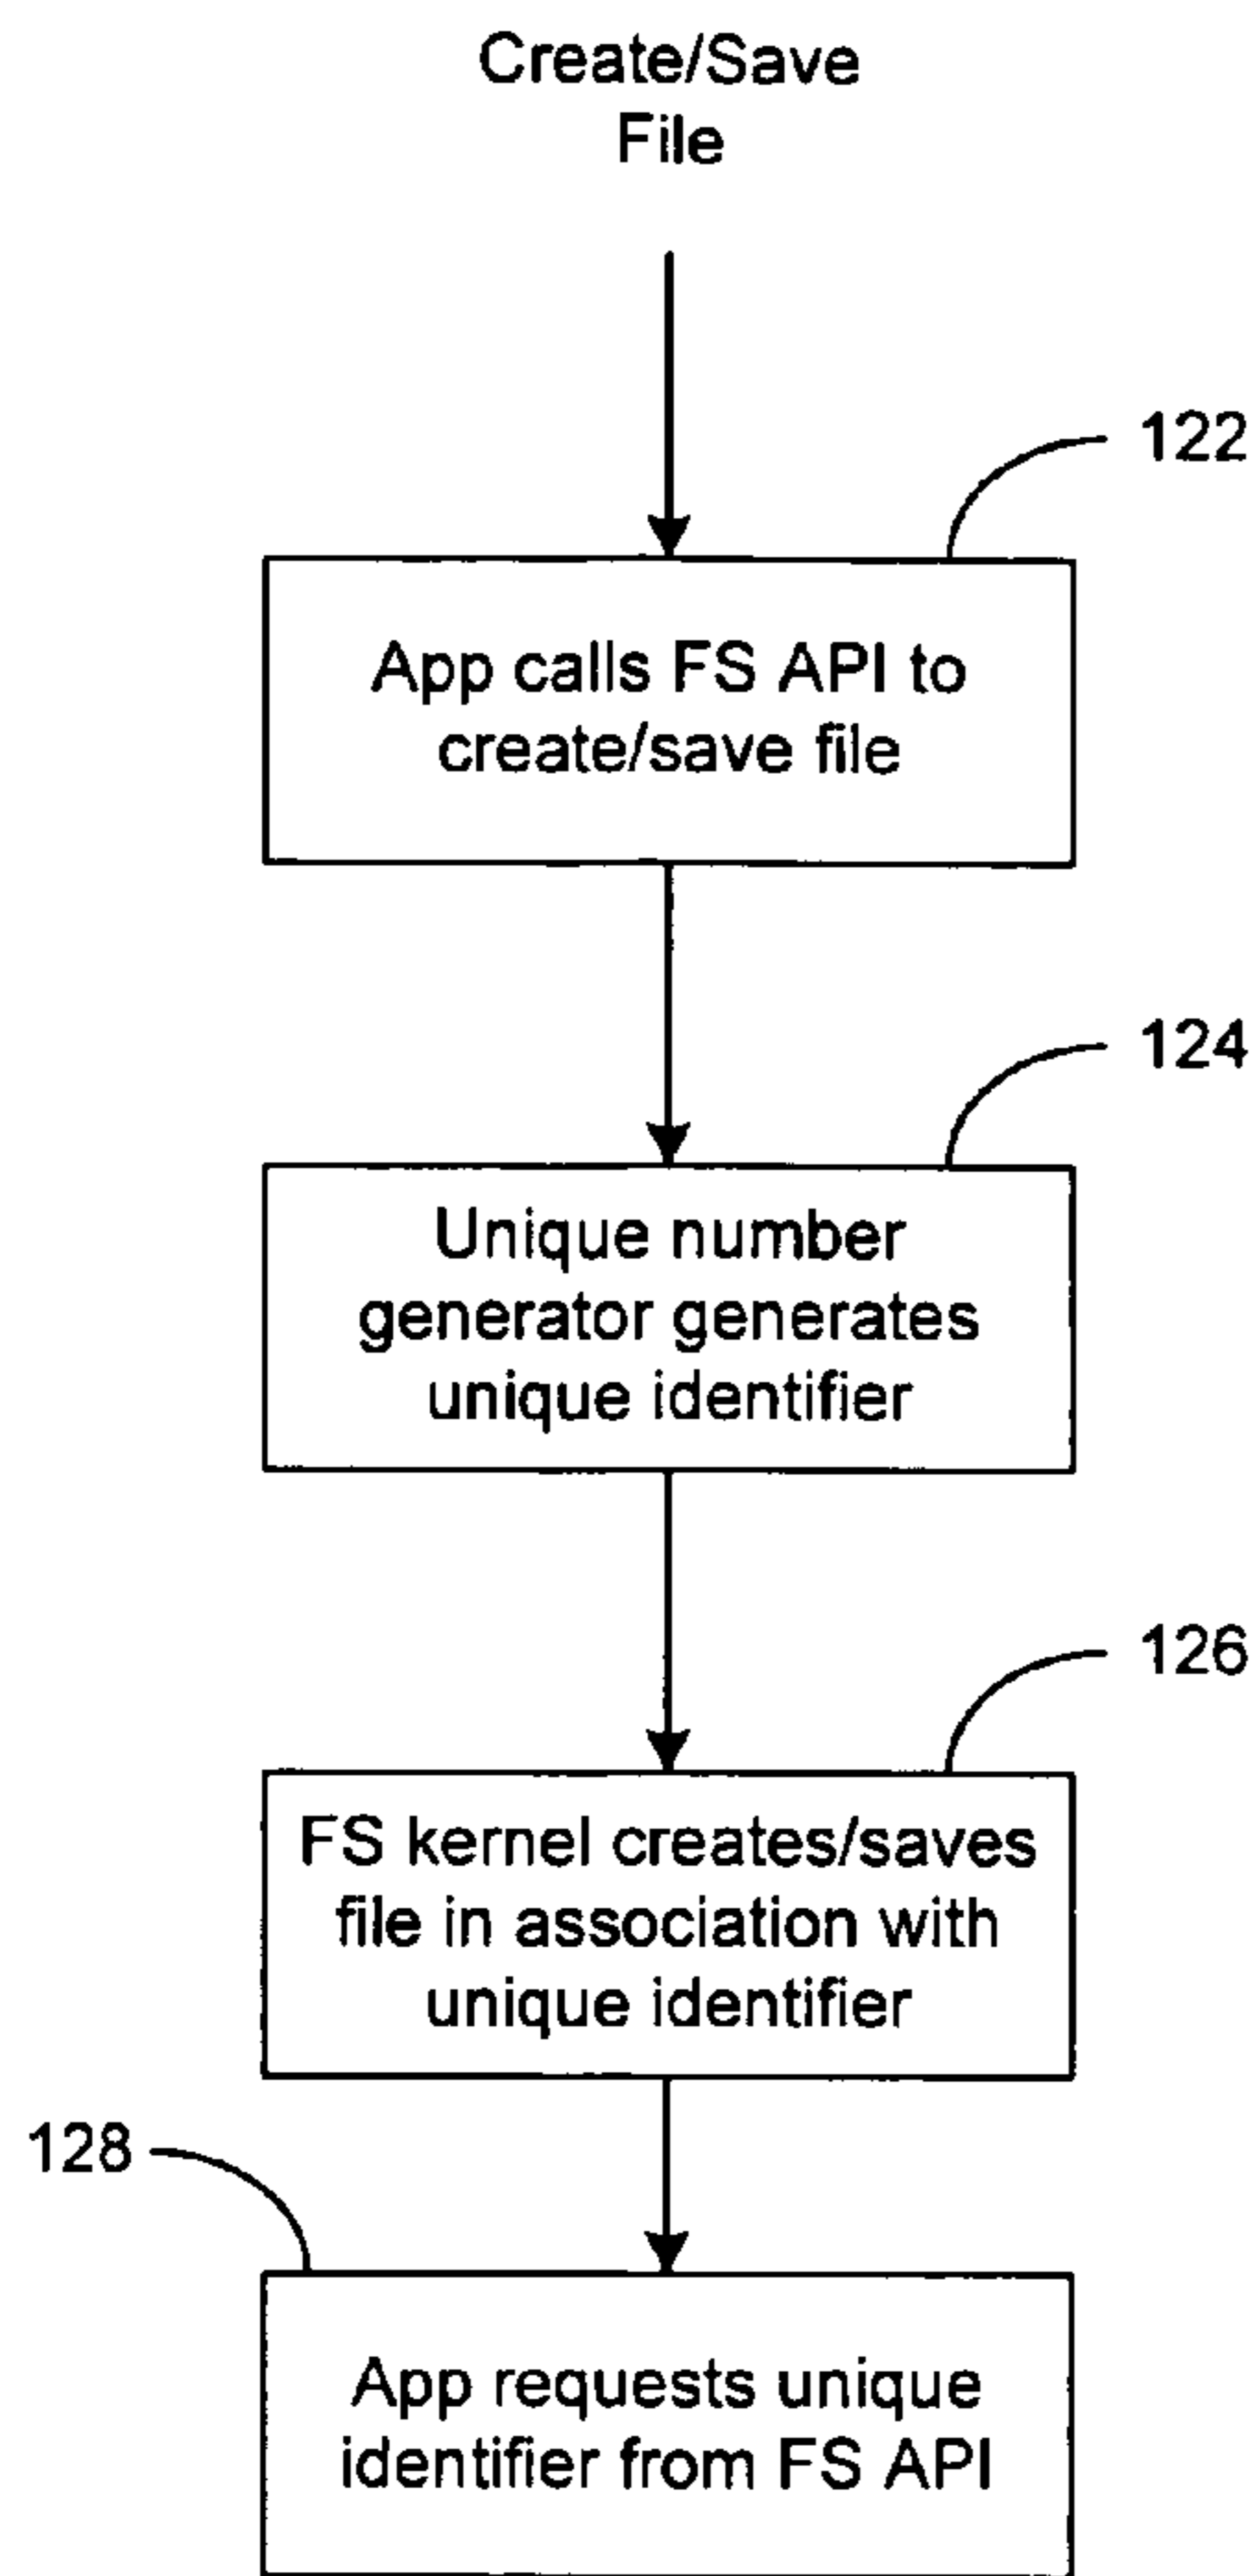 Create/Save
File
122
App calls FS API to
create/save file
124
Unique number
generator generates
unique identifier
126
FS kernel creates/saves
file in association with
unique identifier
128
App requests unique
identifier from FS API